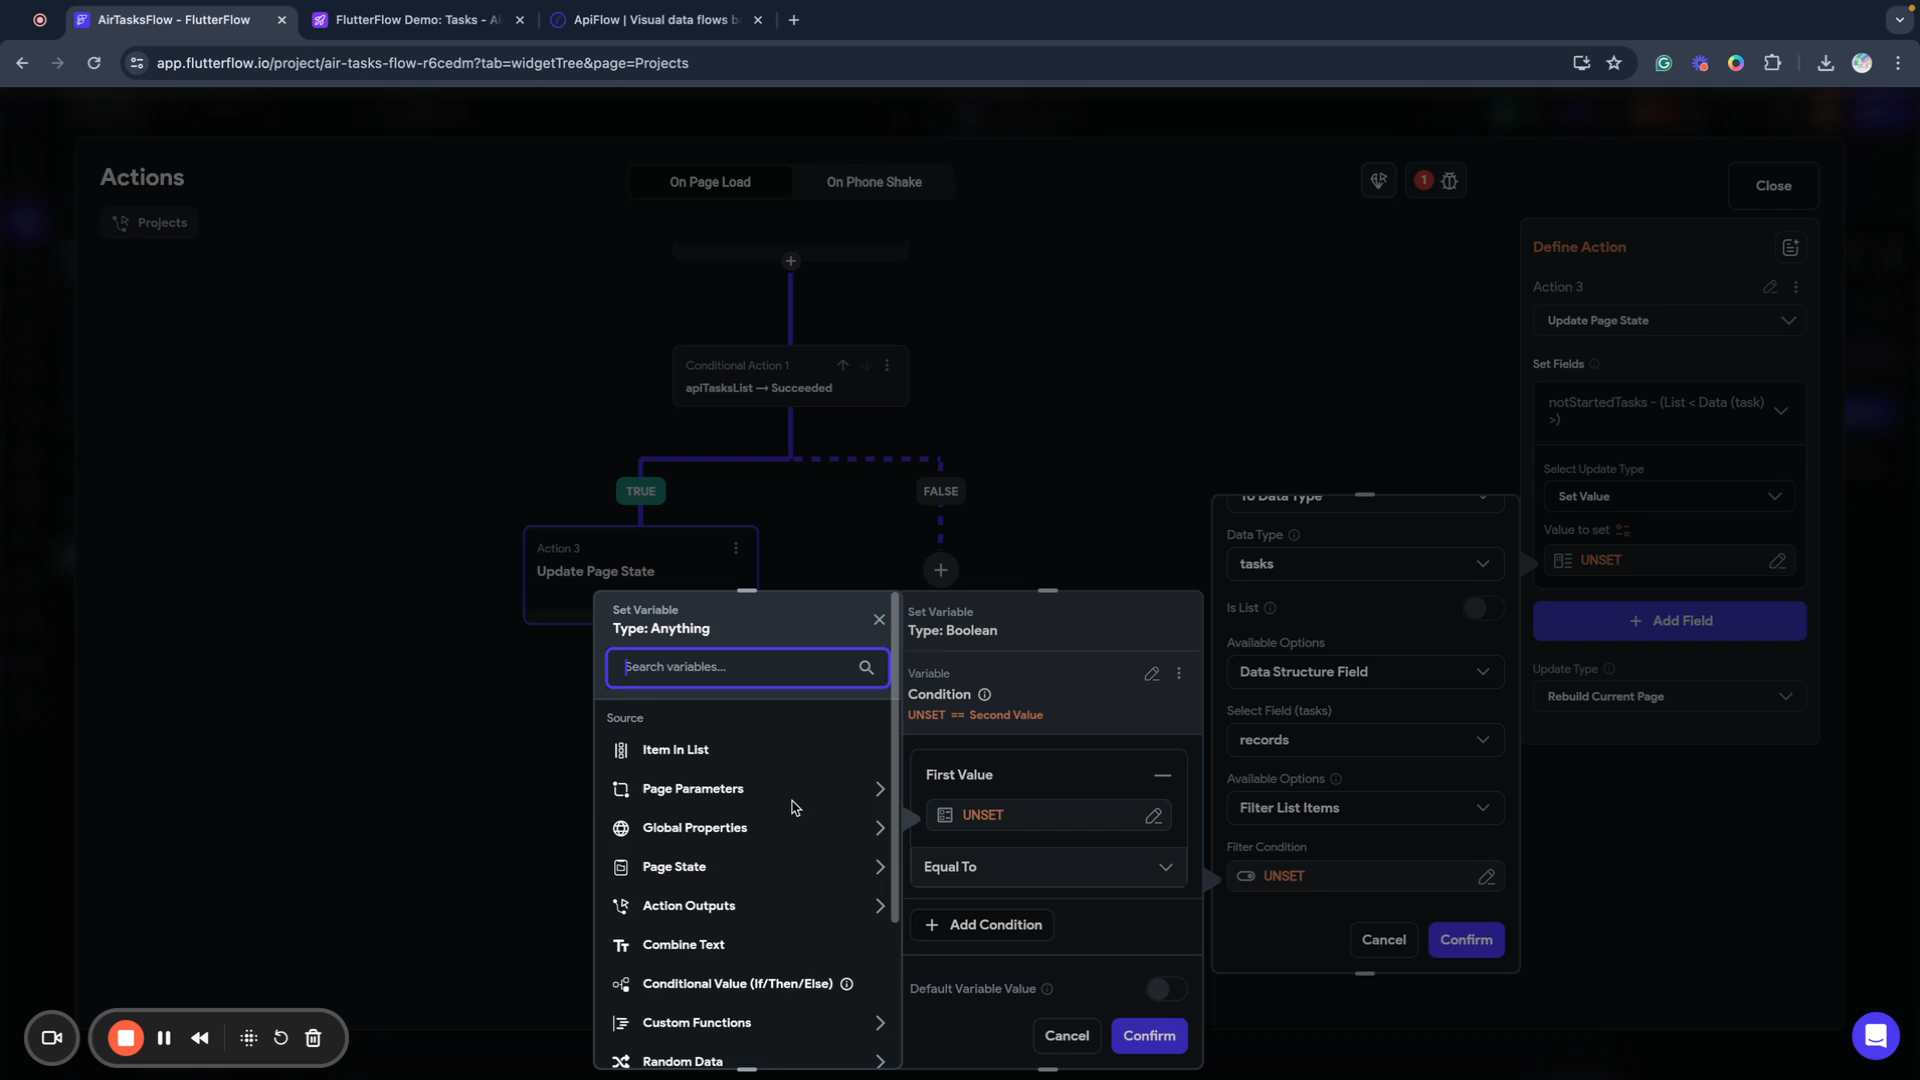 AirTasksFlow - FlutterFlow
FlutterFlow Demo: Tasks - Ai
ApiFlow | Visual data flows b
app.flutterflow.io/project/air-tasks-flow-r6cedm?tab=widgetTree&page=Projects
Actions
On Page Load
On Phone Shake
1
Close
Projects
Define Action
Action 3
Update Page State
Set Fields
notStartedTasks - (List < Data (task)
>)
Select Update Type
Set Value
Value to set
UNSET
Add Field
Update Type
Rebuild Current Page
Conditional Action 1
apiTasksList → Succeeded
TRUE
FALSE
Action 3
Update Page State
Set Variable
Type: Anything
Search variables...
Source
Item In List
Page Parameters
Global Properties
Page State
Action Outputs
Combine Text
Conditional Value (If/Then/Else)
Custom Functions
Random Data
Set Variable
Type: Boolean
Variable
Condition
UNSET == Second Value
First Value
UNSET
Equal To
Add Condition
Default Variable Value
Cancel
Confirm
To Data Type
Data Type
tasks
Is List
Available Options
Data Structure Field
Select Field (tasks)
records
Available Options
Filter List Items
Filter Condition
UNSET
Cancel
Confirm